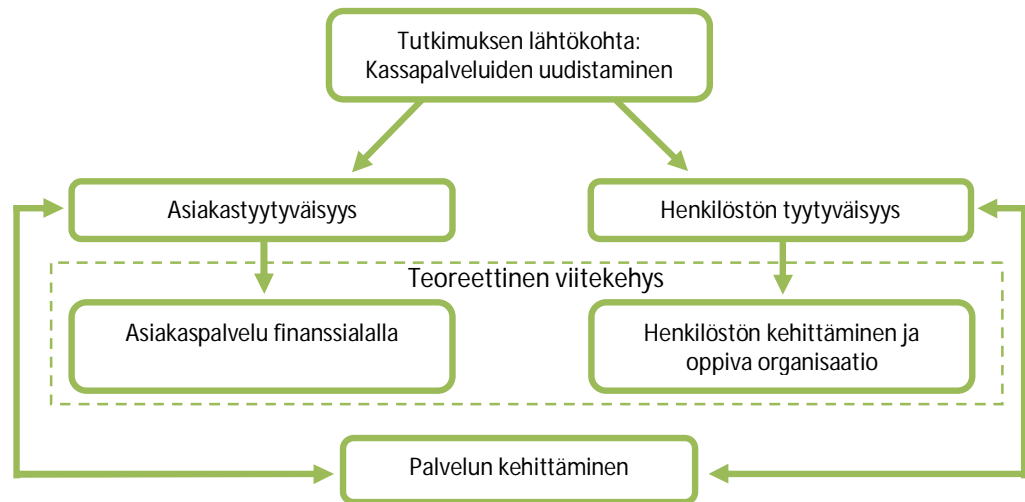 Tutkimuksen lähtökohta:
Kassapalveluiden uudistaminen
Asiakastyytyväisyys
Henkilöstön tyytyväisyys
Teoreettinen viitekehys
Asiakaspalvelu finanssialalla
Henkilöstön kehittäminen ja
oppiva organisaatio
Palvelun kehittäminen